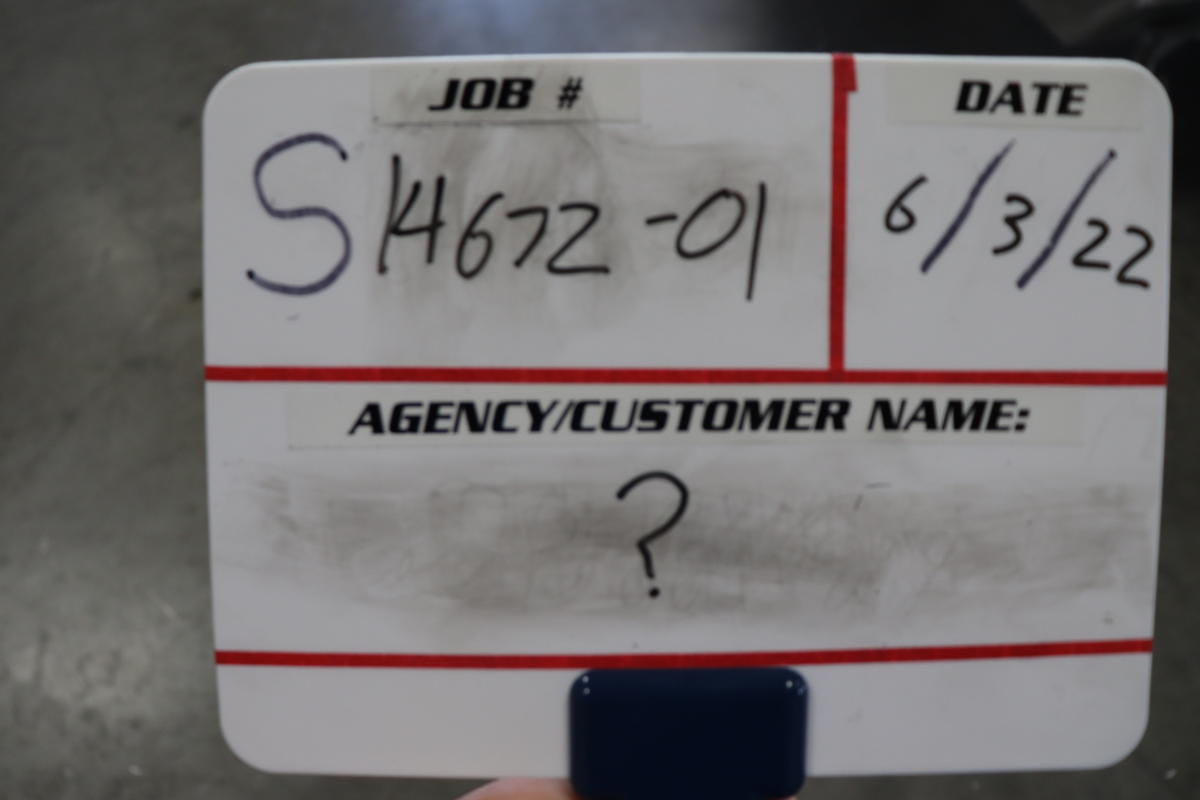 JOB # DATE
S14672-01 6/3/22
AGENCY/CUSTOMER NAME:
?